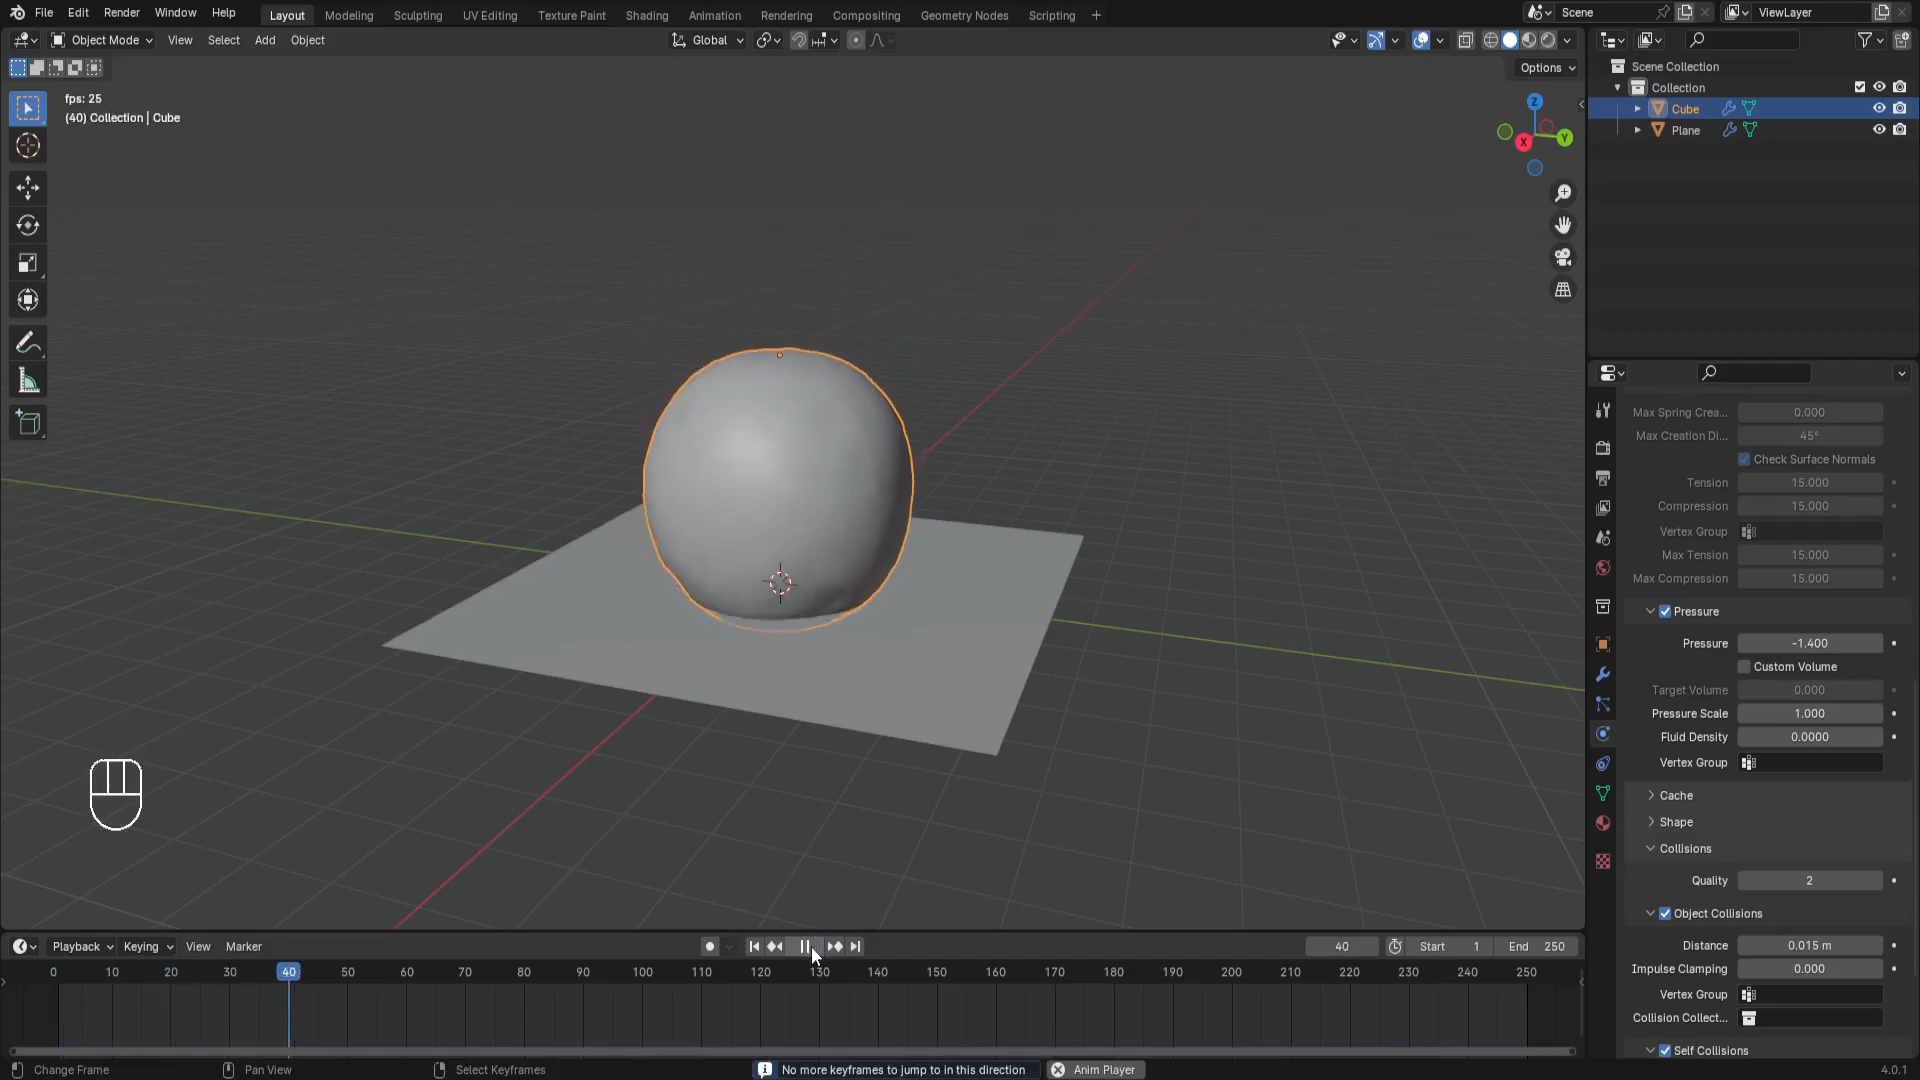 File Edit Render Window Help Layout Modeling Sculpting UV Editing Texture Paint Shading Animation Rendering Compositing Geometry Nodes Scripting + Scene ViewLayer
Object Mode View Select Add Object Global
Options
fps: 25
(40) Collection | Cube
Z
Y
X
Scene Collection
Collection
Cube
Plane
Max Spring Crea... 0.000
Max Creation Di... 45°
Check Surface Normals
Tension 15.000
Compression 15.000
Vertex Group
Max Tension 15.000
Max Compression 15.000
Pressure
Pressure -1.400
Custom Volume
Target Volume 0.000
Pressure Scale 1.000
Fluid Density 0.0000
Vertex Group
Cache
Shape
Collisions
Quality 2
Object Collisions
Distance 0.015 m
Impulse Clamping 0.000
Vertex Group
Collision Collect...
Self Collisions
Playback Keying View Marker 40 Start 1 End 250
0 10 20 30 40 50 60 70 80 90 100 110 120 130 140 150 160 170 180 190 200 210 220 230 240 250
Change Frame Pan View Select Keyframes No more keyframes to jump to in this direction Anim Player 4.0.1